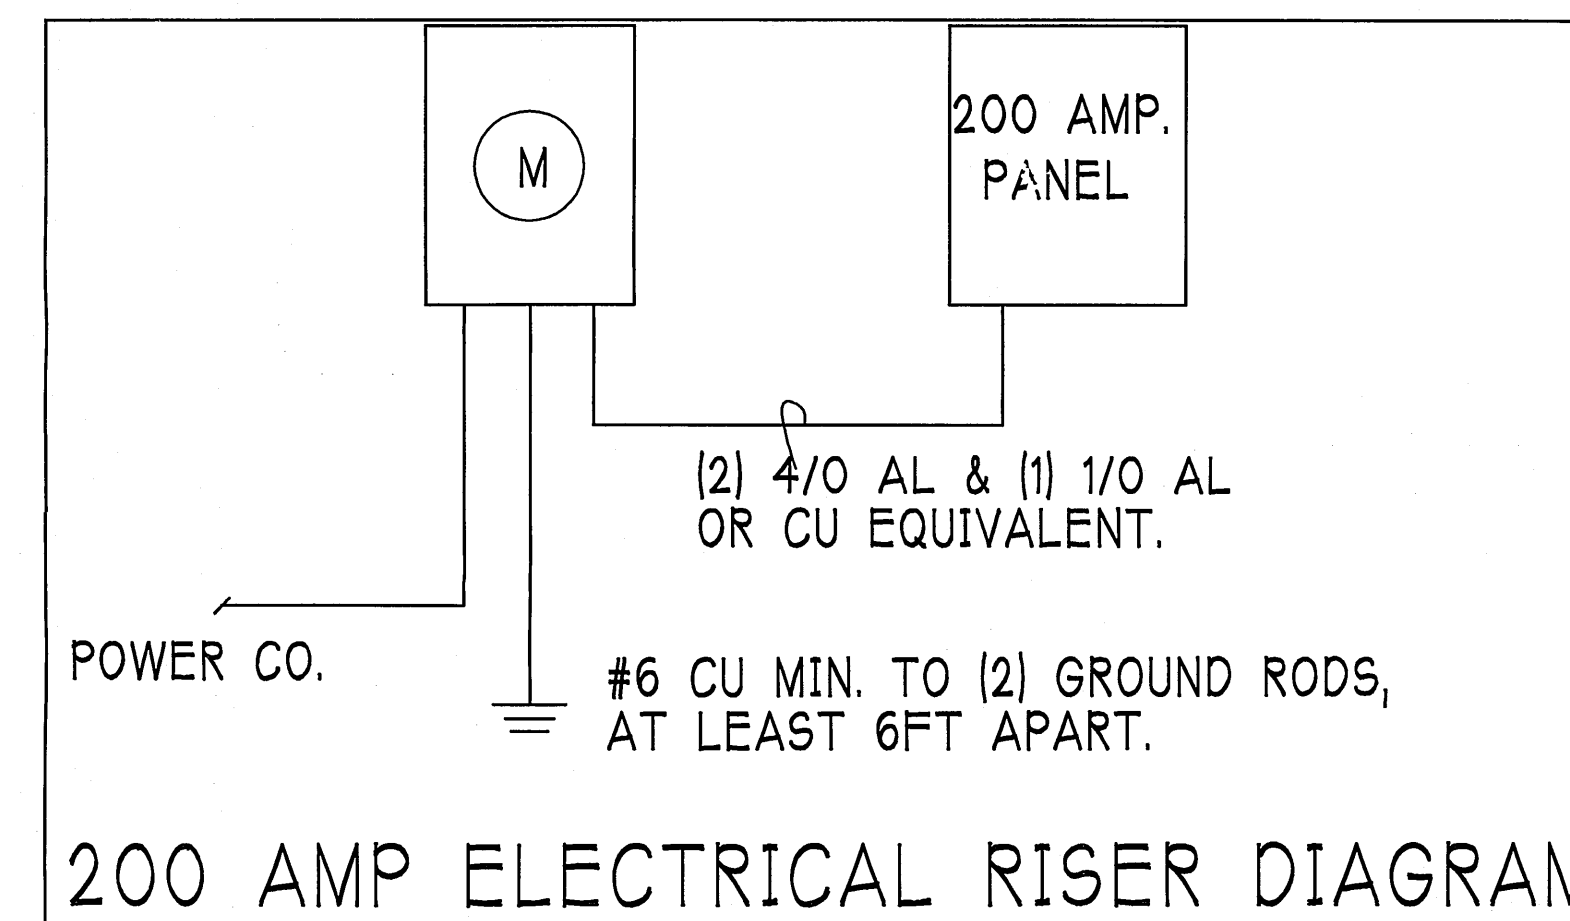 M
200 AMP.
PANEL
(2) 4/0 AL & (1) 1/0 AL
OR CU EQUIVALENT.
POWER CO.
#6 CU MIN. TO (2) GROUND RODS,
AT LEAST 6FT APART.
200 AMP ELECTRICAL RISER DIAGRAM